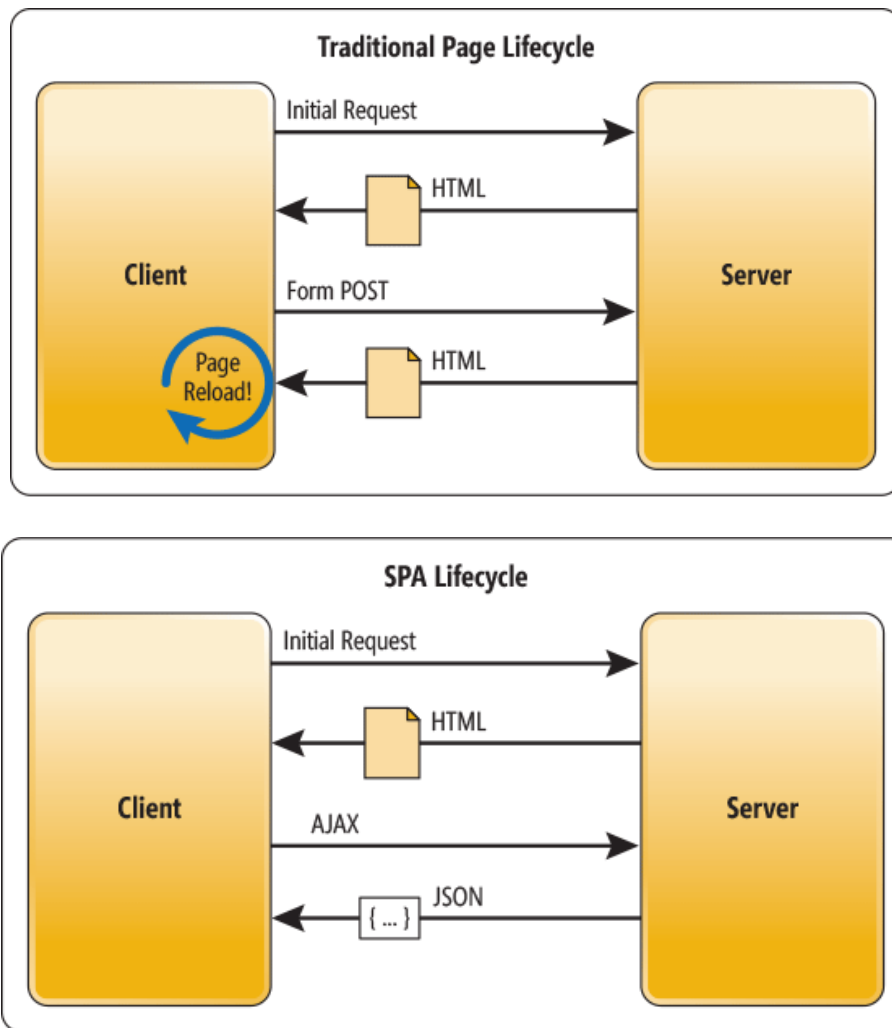 Traditional Page Lifecycle
Initial Request
HTML
Client
Server
Form POST
Page
Reload!
HTML
SPA Lifecycle
Initial Request
HTML
Client
Server
AJAX
JSON
{ ... }